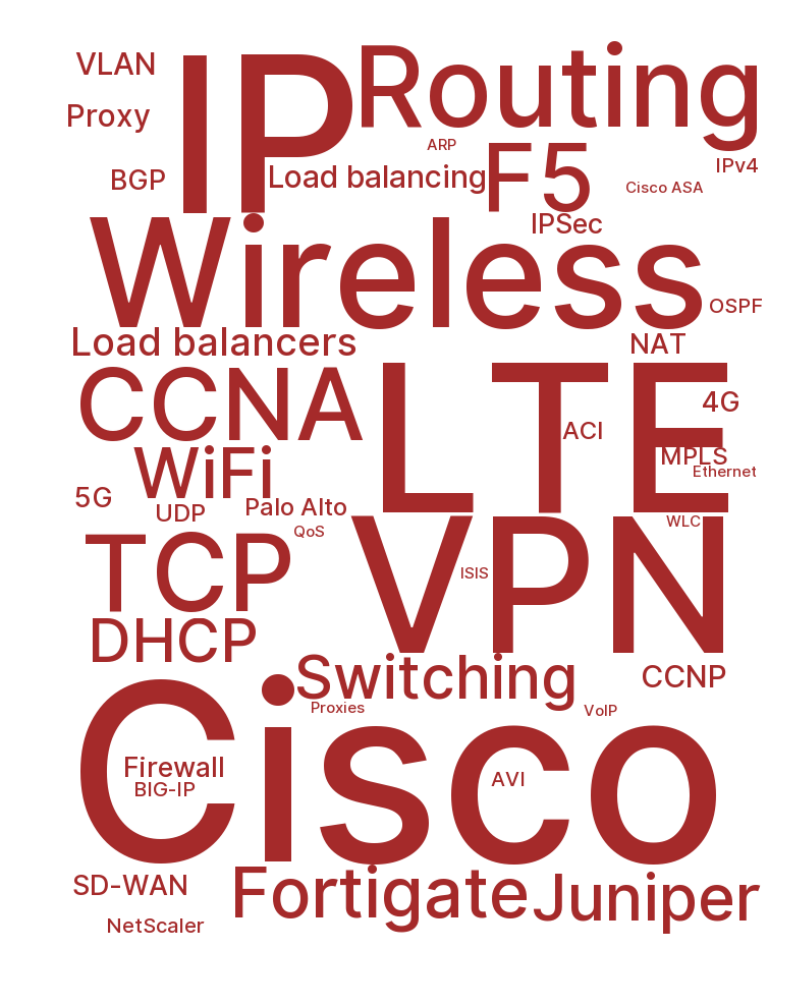 VLAN
IP
Routing
Proxy
ARP
F5
IPv4
BGP
Load balancing
Cisco ASA
IPSec
Wireless
OSPF
Load balancers
NAT
CCNA
LTE
4G
ACI
WiFi
MPLS
Ethernet
5G
UDP
Palo Alto
QoS
WLC
TCP
VPN
ISIS
DHCP
Switching
CCNP
Proxies
VoIP
Cisco
Firewall
BIG-IP
AVI
SD-WAN
Fortigate
Juniper
NetScaler